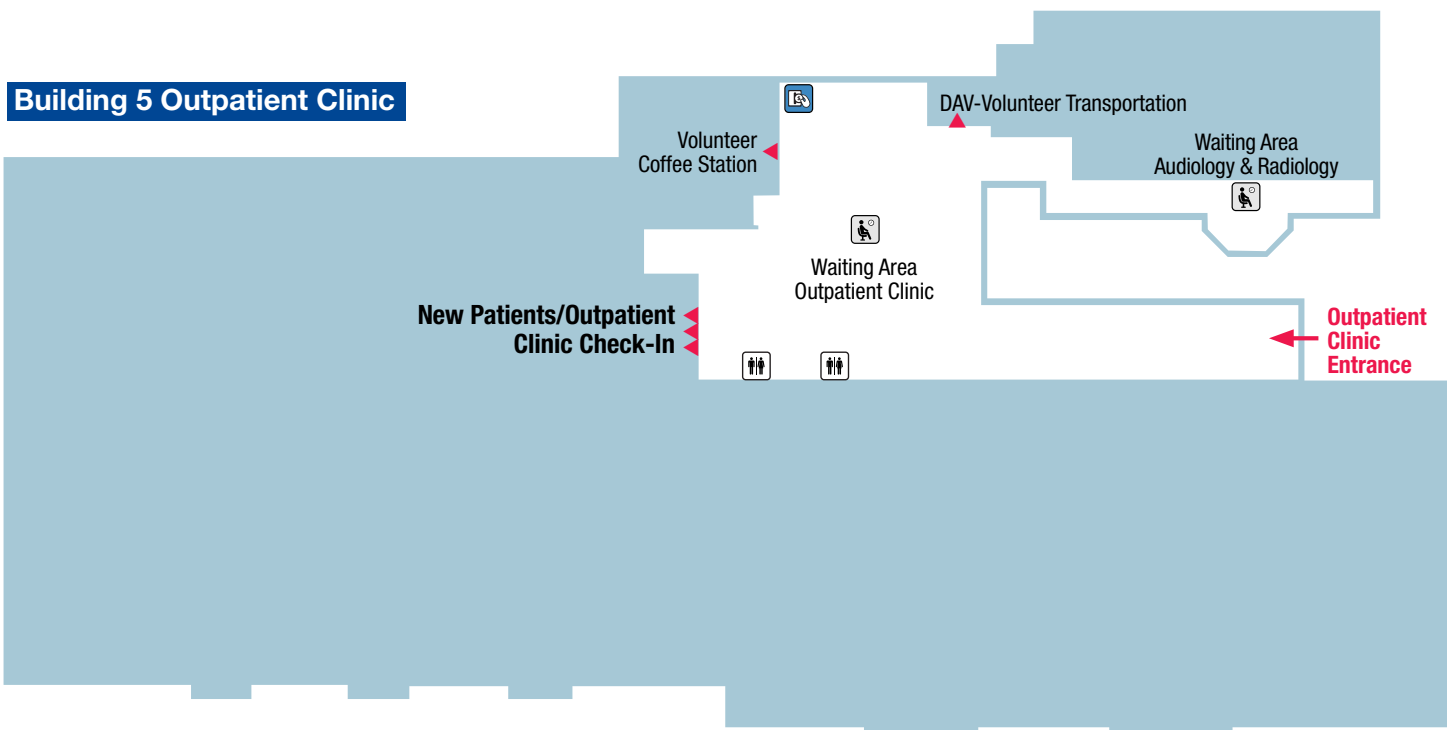 Building 5 Outpatient Clinic
DAV-Volunteer Transportation
Volunteer
Coffee Station
Waiting Area
Audiology & Radiology
Waiting Area
Outpatient Clinic
New Patients/Outpatient
Clinic Check-In
Outpatient
Clinic
Entrance